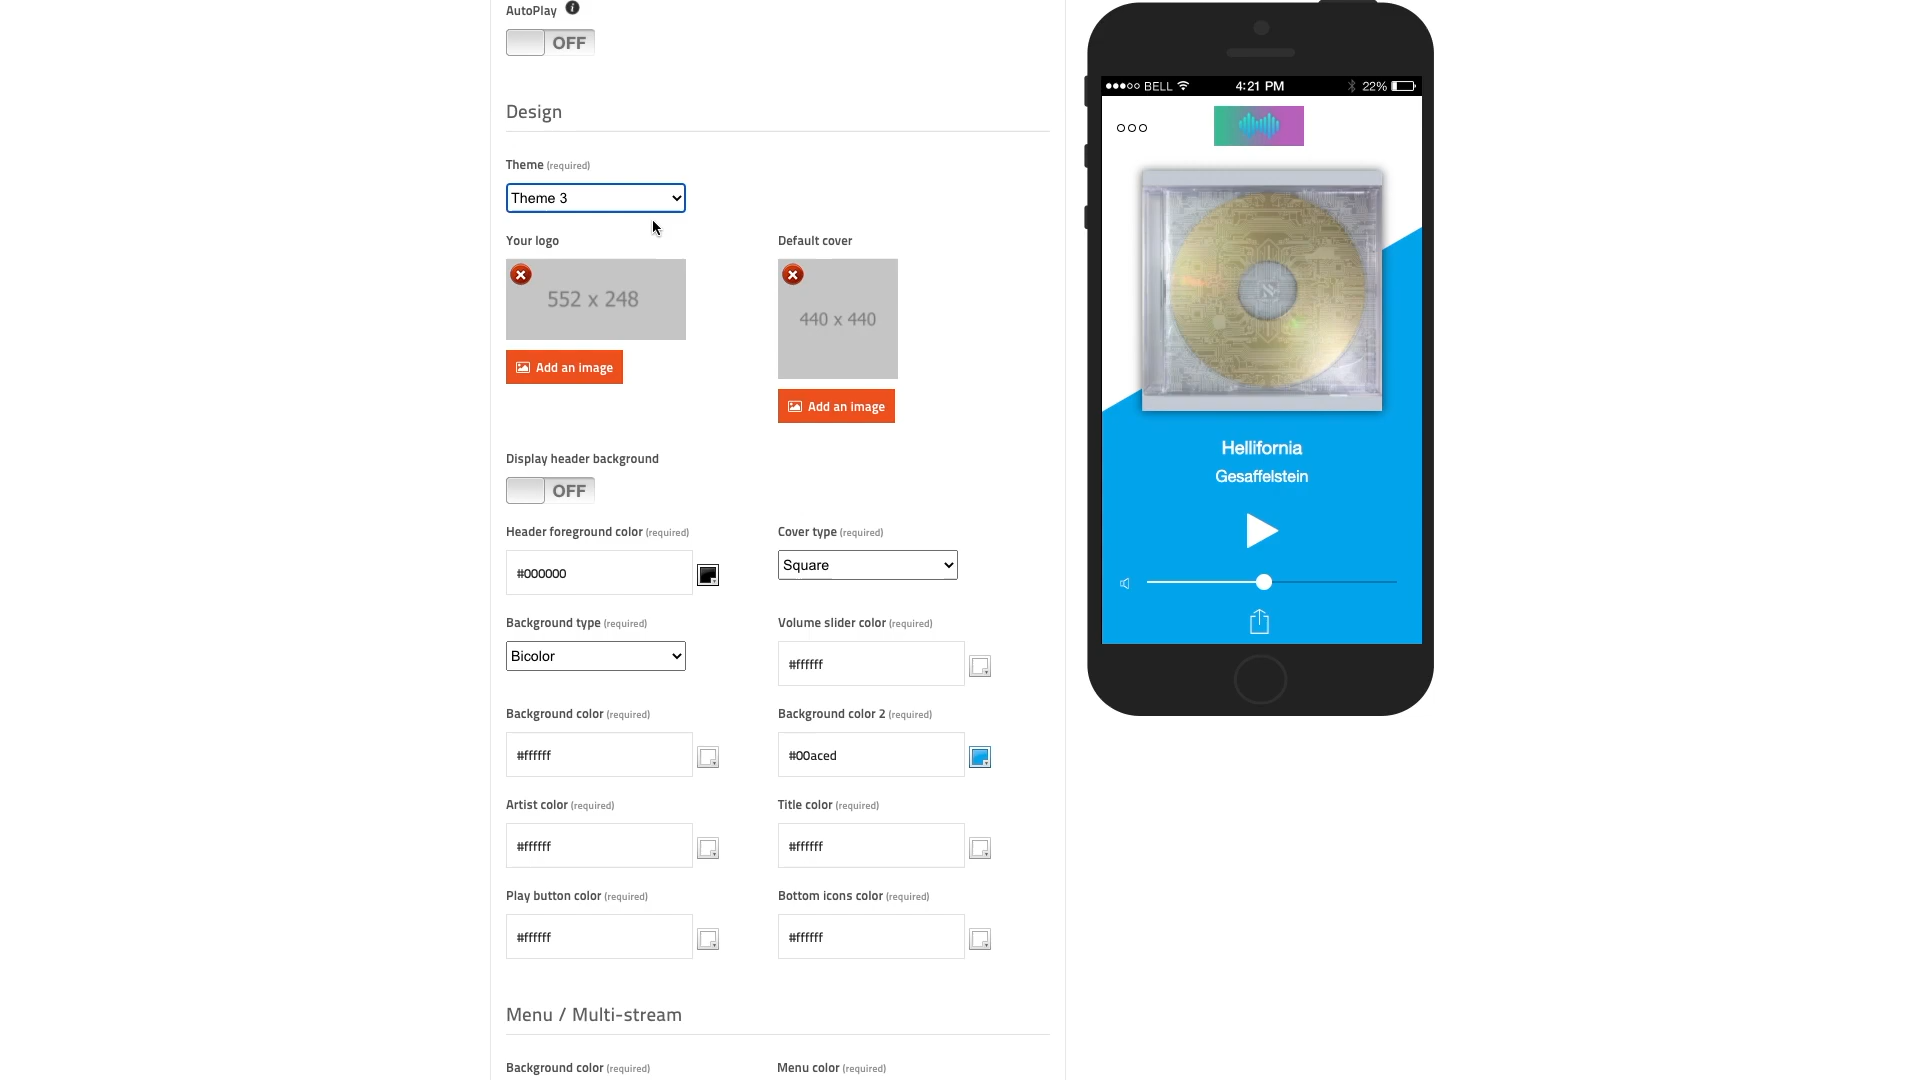 AutoPlay
OFF
Design
Theme (required)
Theme 3
Your logo
Default cover
552 x 248
440 x 440
Add an image
Add an image
Display header background
OFF
Header foreground color (required)
Cover type (required)
#000000
Square
Background type (required)
Volume slider color (required)
Bicolor
#ffffff
Background color (required)
Background color 2 (required)
#ffffff
#00aced
Artist color (required)
Title color (required)
#ffffff
#ffffff
Play button color (required)
Bottom icons color (required)
#ffffff
#ffffff
Menu / Multi-stream
Background color (required)
Menu color (required)
BELL
4:21 PM
22%
Hellifornia
Gesaffelstein